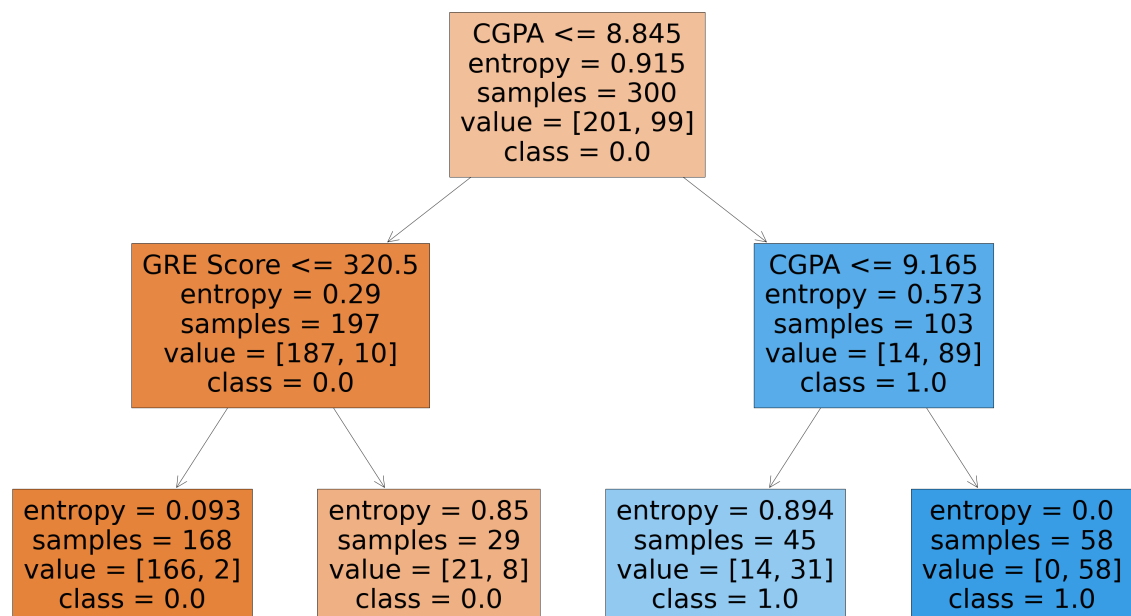 CGPA <= 8.845
entropy = 0.915
samples = 300
value = [201, 99]
class = 0.0
GRE Score <= 320.5
entropy = 0.29
samples = 197
value = [187, 10]
class = 0.0
CGPA <= 9.165
entropy = 0.573
samples = 103
value = [14, 89]
class = 1.0
entropy = 0.093
samples = 168
value = [166, 2]
class = 0.0
entropy = 0.85
samples = 29
value = [21, 8]
class = 0.0
entropy = 0.894
samples = 45
value = [14, 31]
class = 1.0
entropy = 0.0
samples = 58
value = [0, 58]
class = 1.0